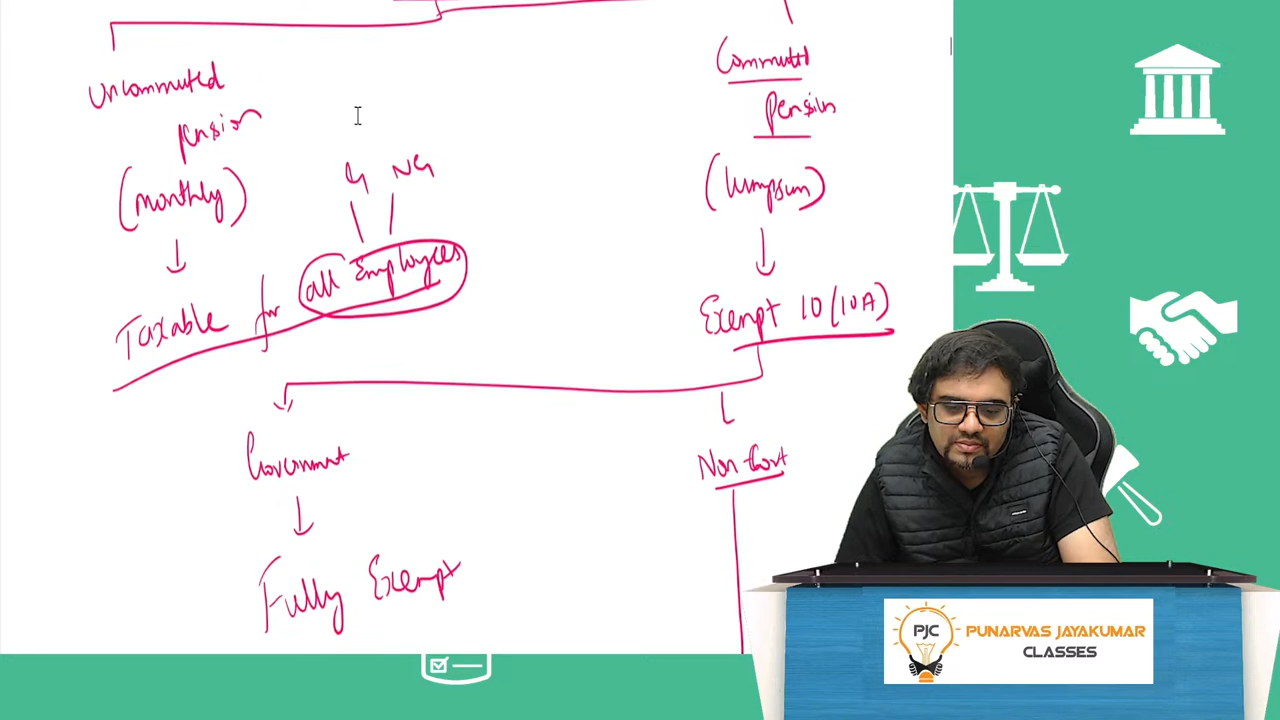 Uncommuted
pension
(monthly)
G NG
Taxable for all Employees
Commuted
pension
(lumpsum)
Exempt 10(10A)
Government
Fully Exempt
Non-Govt
PJC
PUNARVAS JAYAKUMAR
CLASSES